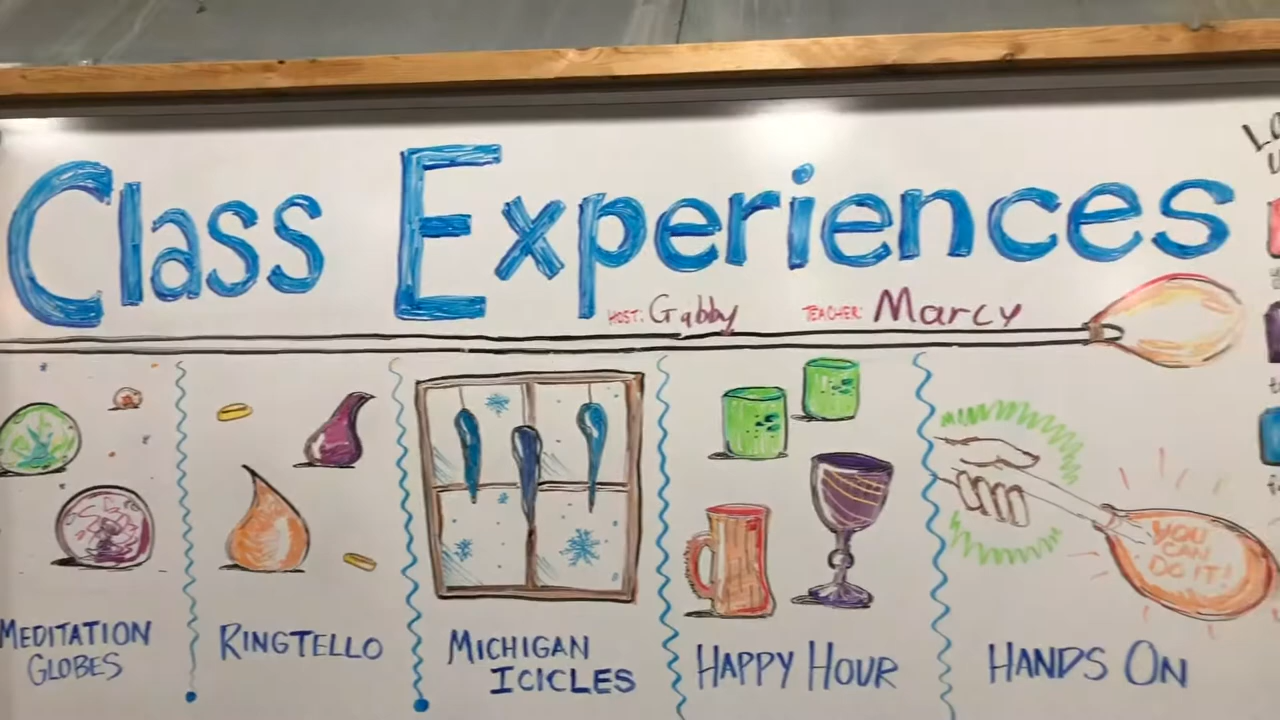 Class Experiences
HOST: Gabby TEACHER: Marcy
YOU
CAN
DO IT!
MEDITATION
GLOBES
RINGTELLO
MICHIGAN
ICICLES
HAPPY HOUR
HANDS ON